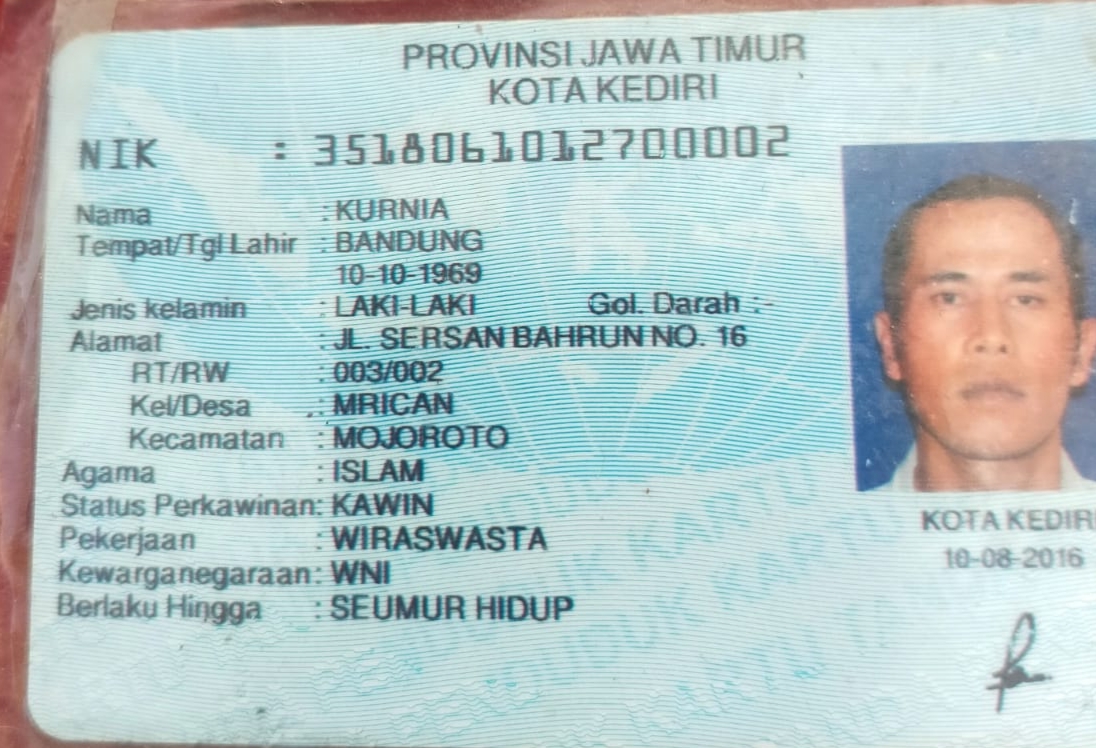 PROVINSI JAWA TIMUR
KOTA KEDIRI
NIK : 3518061012700002
Nama : KURNIA
Tempat/Tgl Lahir : BANDUNG
10-10-1969
Jenis kelamin : LAKI-LAKI Gol. Darah : -
Alamat : JL. SERSAN BAHRUN NO. 16
RT/RW : 003/002
Kel/Desa : MRICAN
Kecamatan : MOJOROTO
Agama : ISLAM
Status Perkawinan: KAWIN
Pekerjaan : WIRASWASTA
Kewarganegaraan: WNI
Berlaku Hingga : SEUMUR HIDUP
KOTA KEDIRI
10-08-2016